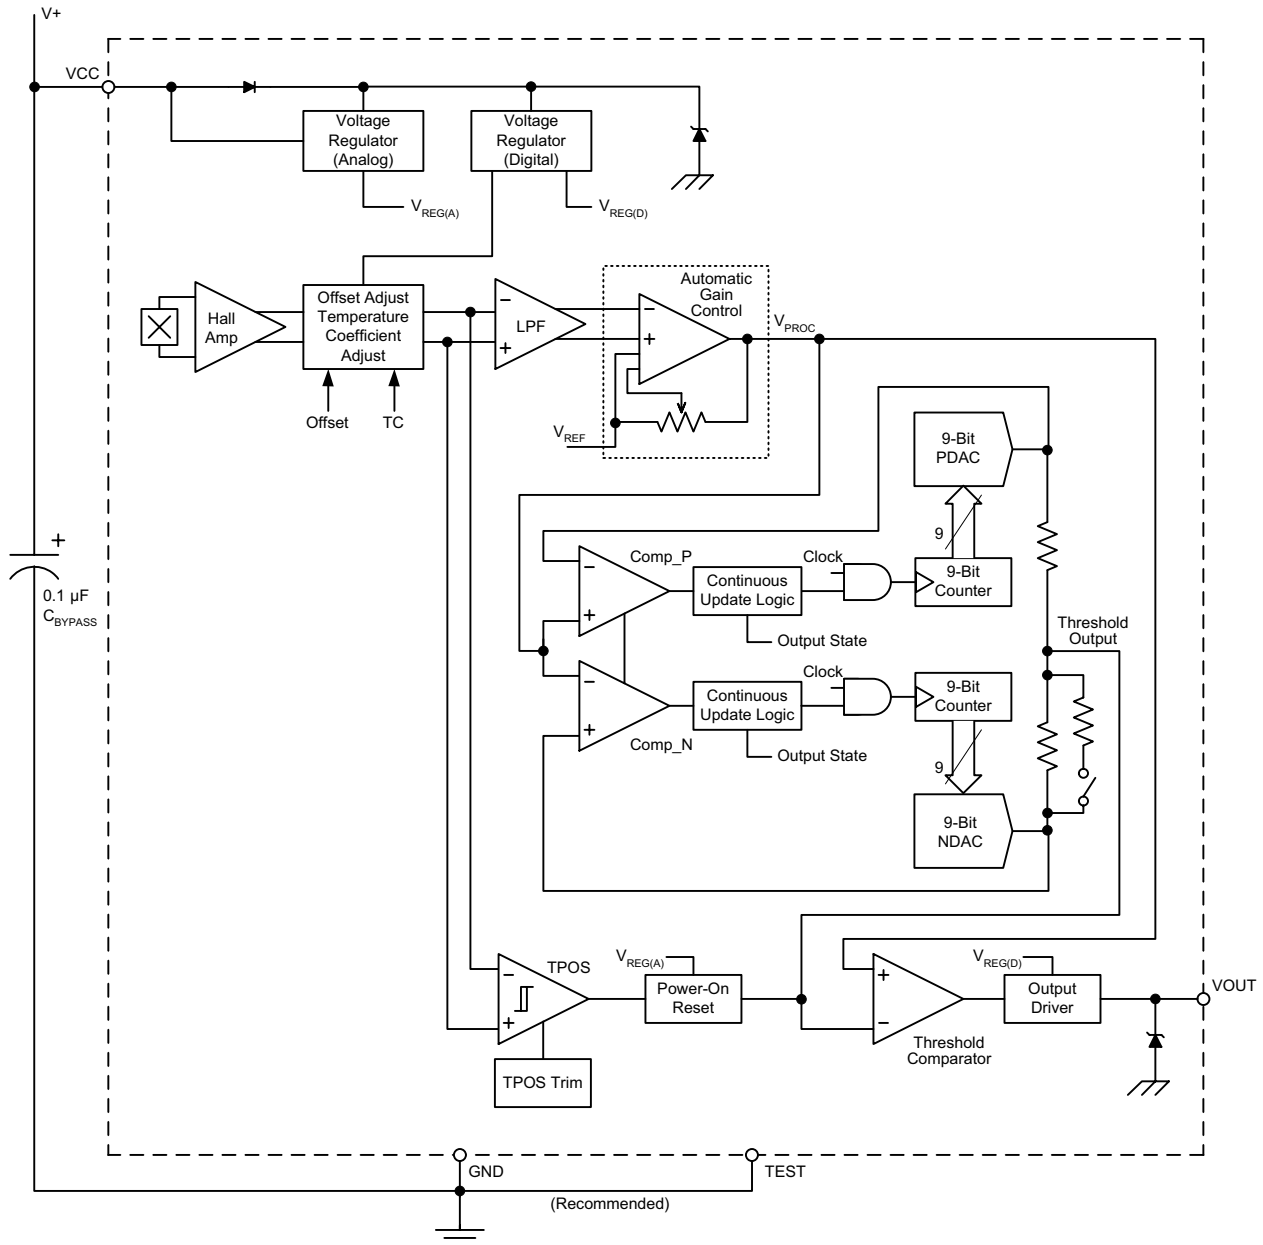 V+
VCC
Voltage
Regulator
(Analog)
Voltage
Regulator
(Digital)
VREG(A)
VREG(D)
Hall
Amp
Offset Adjust
Temperature
Coefficient
Adjust
Offset
TC
−
LPF
+
Automatic
Gain
Control
−
+
VPROC
VREF
9-Bit
PDAC
9
−
Comp_P
+
Continuous
Update Logic
Clock
Output State
9-Bit
Counter
Threshold
Output
+
0.1 µF
CBYPASS
−
+
Comp_N
Continuous
Update Logic
Clock
Output State
9-Bit
Counter
9
9-Bit
NDAC
TPOS
−
+
TPOS Trim
VREG(A)
Power-On
Reset
+
−
Threshold
Comparator
VREG(D)
Output
Driver
VOUT
GND
TEST
(Recommended)